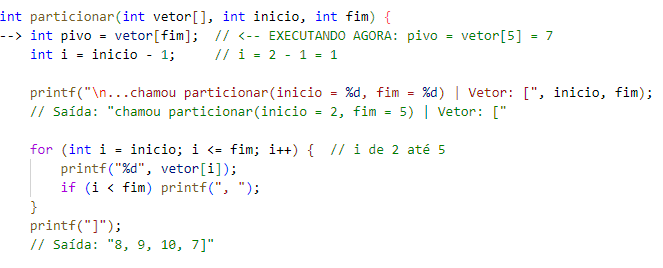 int particionar(int vetor[], int inicio, int fim) {
--> int pivo = vetor[fim];  // <-- EXECUTANDO AGORA: pivo = vetor[5] = 7
    int i = inicio - 1;     // i = 2 - 1 = 1

    printf("\n...chamou particionar(inicio = %d, fim = %d) | Vetor: [", inicio, fim);
    // Saída: "chamou particionar(inicio = 2, fim = 5) | Vetor: ["

    for (int i = inicio; i <= fim; i++) {  // i de 2 até 5
        printf("%d", vetor[i]);
        if (i < fim) printf(", ");
    }
    printf("]");
    // Saída: "8, 9, 10, 7]"